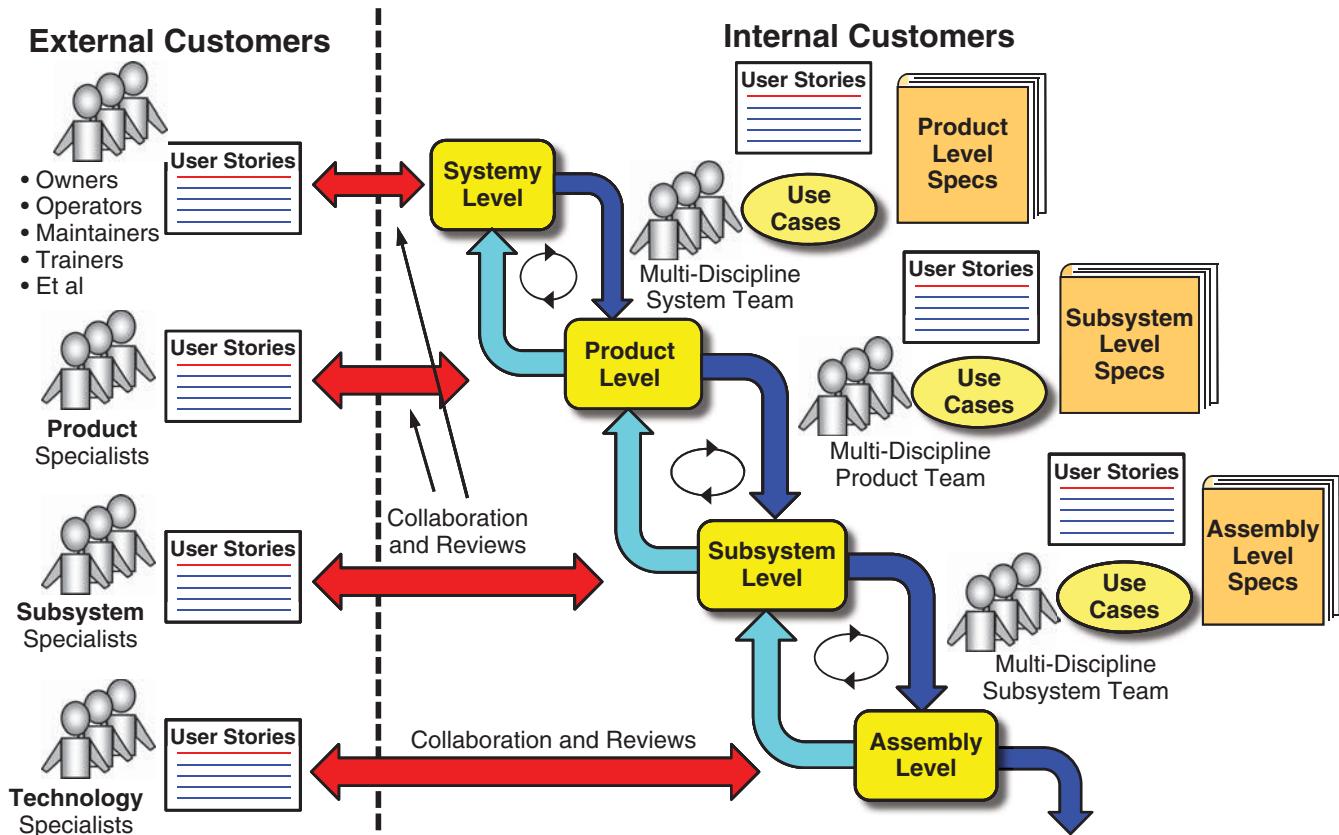 External Customers
Internal Customers
User Stories
• Owners
• Operators
• Maintainers
• Trainers
• Et al
Systemy
Level
User Stories
Use
Cases
Product
Level
Specs
Multi-Discipline
System Team
User Stories
Product
Specialists
Product
Level
User Stories
Use
Cases
Subsystem
Level
Specs
Multi-Discipline
Product Team
Collaboration
and Reviews
User Stories
Subsystem
Specialists
Subsystem
Level
User Stories
Use
Cases
Assembly
Level
Specs
Multi-Discipline
Subsystem Team
User Stories
Technology
Specialists
Collaboration and Reviews
Assembly
Level